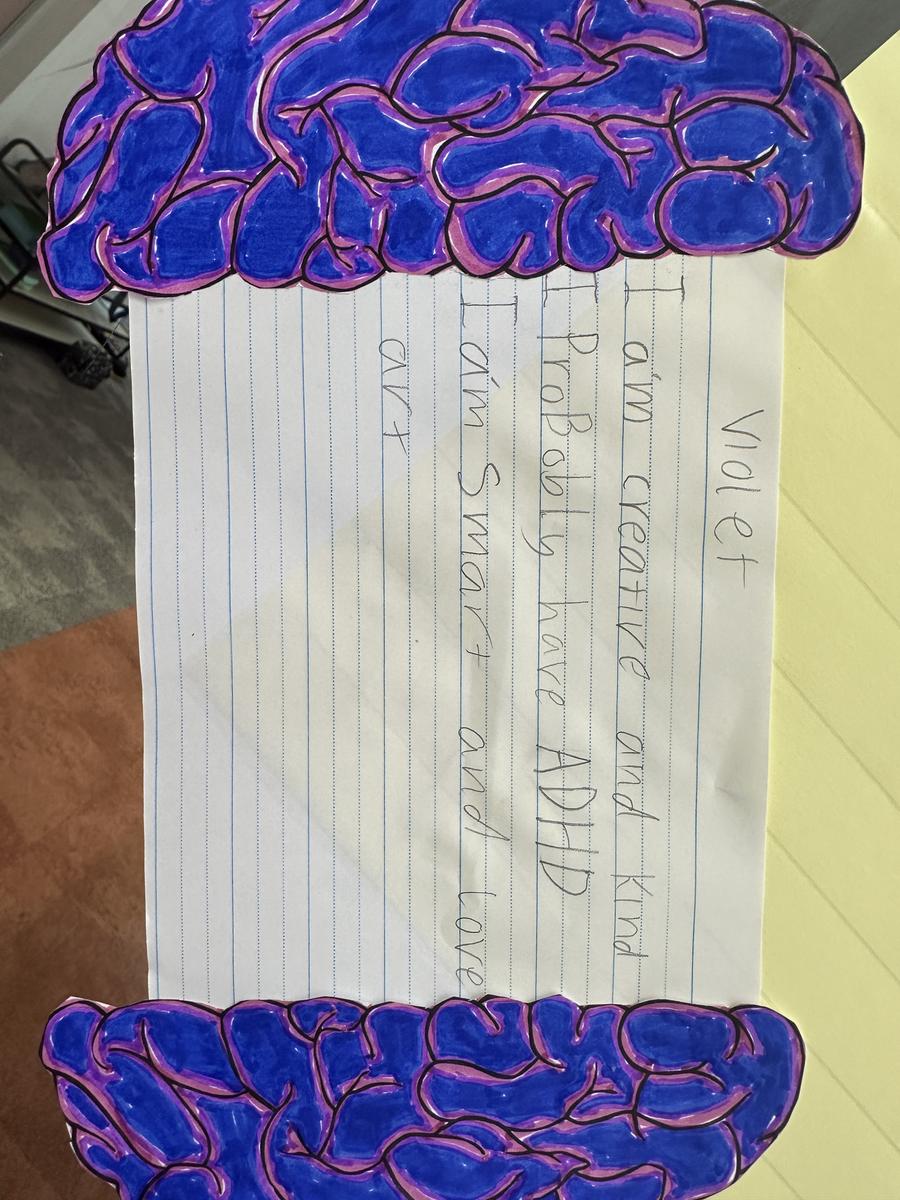 Violet
I am creative and kind
I ProBobly have ADHD
I am Smart and love
art